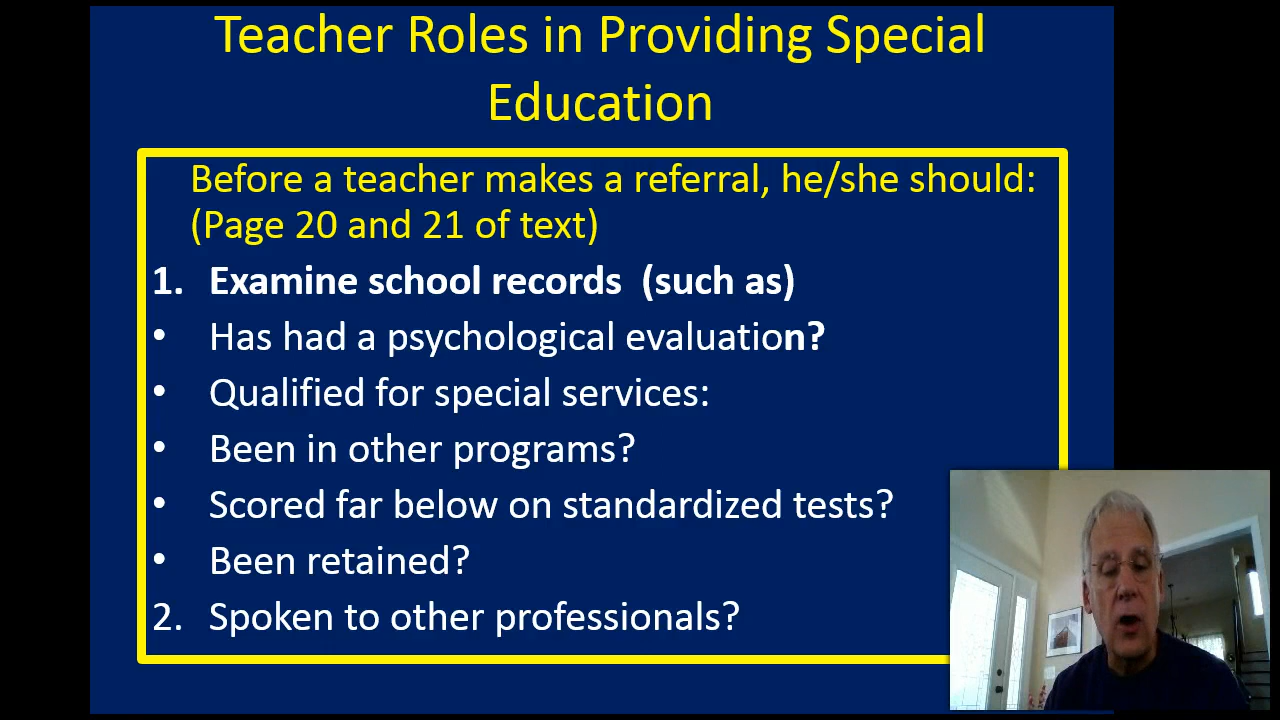 Teacher Roles in Providing Special
Education
Before a teacher makes a referral, he/she should:
(Page 20 and 21 of text)
1. Examine school records (such as)
• Has had a psychological evaluation?
• Qualified for special services:
• Been in other programs?
• Scored far below on standardized tests?
• Been retained?
2. Spoken to other professionals?